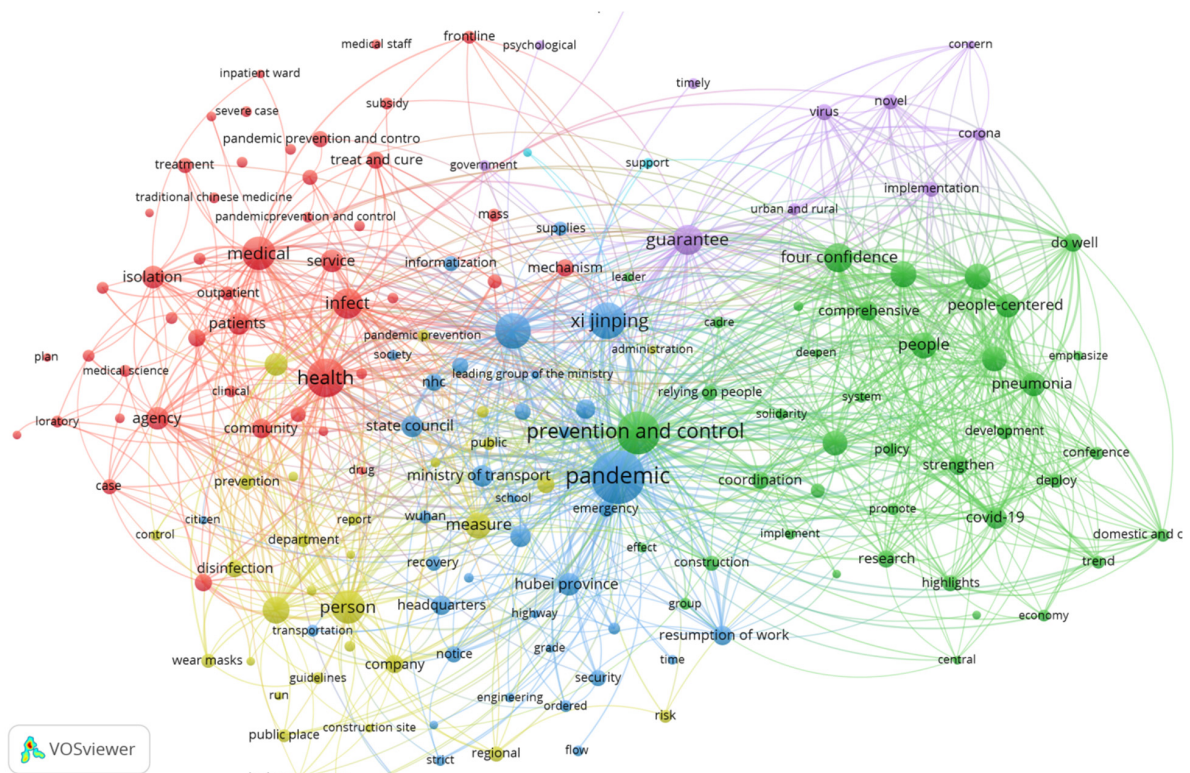 frontline
medical staff
psychological
concern
inpatient ward
timely
subsidy
novel
severe case
virus
pandemic prevention and contro
corona
treatment
treat and cure
government
support
traditional chinese medicine
implementation
pandemicprevention and control
mass
urban and rural
supplies
guarantee
do well
medical
service
informatization
four confidence
isolation
mechanism
leader
outpatient
infect
people-centered
comprehensive
patients
xi jinping
cadre
pandemic prevention
administration
people
plan
society
deepen
emphasize
medical science
health
nhc
leading group of the ministry
pneumonia
clinical
relying on people
system
loratory
agency
solidarity
community
state council
prevention and control
development
public
policy
conference
drug
strengthen
case
prevention
ministry of transport
pandemic
coordination
deploy
school
citizen
report
wuhan
emergency
promote
covid-19
control
department
measure
effect
implement
domestic and c
disinfection
recovery
construction
research
trend
hubei province
highlights
person
headquarters
highway
group
economy
transportation
resumption of work
wear masks
company
notice
grade
time
central
guidelines
security
run
engineering
ordered
risk
public place
construction site
regional
flow
strict
VOSviewer